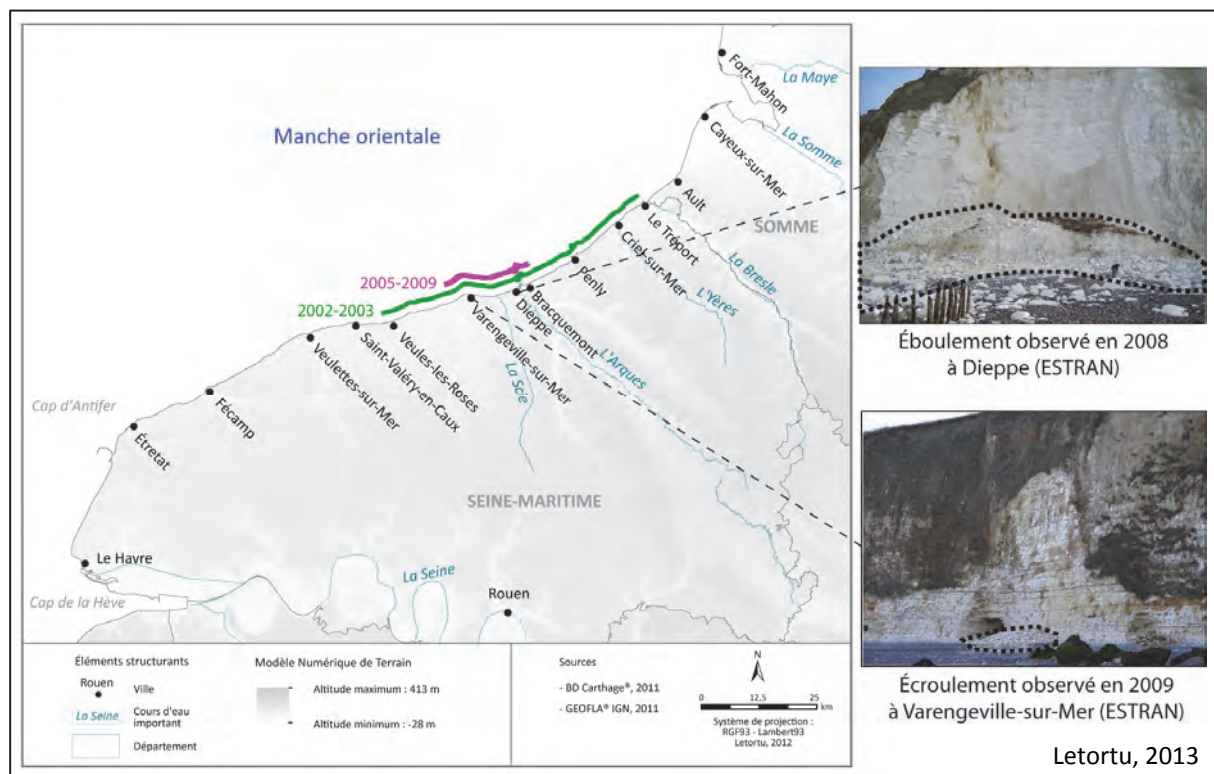 Manche orientale
Fort-Mahon
La Maye
Cayeux-sur-Mer
La Somme
Ault
SOMME
Le Tréport
La Bresle
Criel-sur-Mer
L'Yères
Penly
2005-2009
2002-2003
Bracquemont
Dieppe
L'Arques
Varengeville-sur-Mer
La Scie
Veules-les-Roses
Saint-Valéry-en-Caux
Veulettes-sur-Mer
Fécamp
Cap d'Antifer
Étretat
SEINE-MARITIME
Le Havre
Cap de la Hève
La Seine
Rouen
Éléments structurants
Rouen
Ville
La Seine
Cours d'eau
important
Département
Modèle Numérique de Terrain
Altitude maximum : 413 m
Altitude minimum : -28 m
Sources
- BD Carthage®, 2011
- GEOFLA® IGN, 2011
N
0 12,5 25
km
Système de projection :
RGF93 - Lambert93
Letortu, 2012
Éboulement observé en 2008
à Dieppe (ESTRAN)
Écroulement observé en 2009
à Varengeville-sur-Mer (ESTRAN)
Letortu, 2013